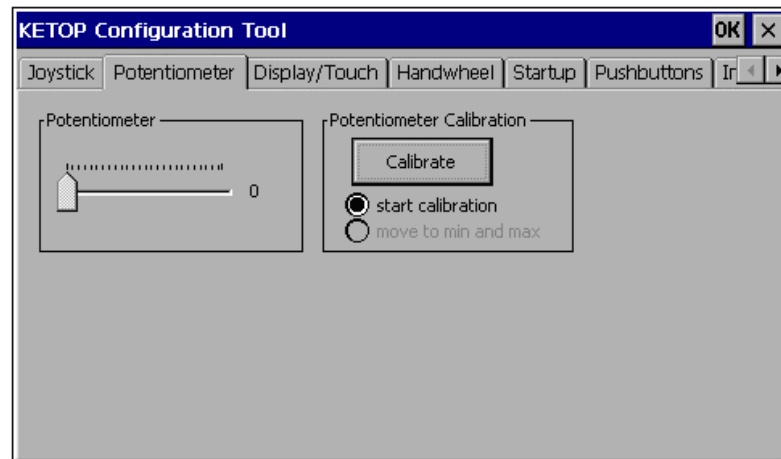 KETOP Configuration Tool OK ×
Joystick Potentiometer Display/Touch Handwheel Startup Pushbuttons
Potentiometer
0
Potentiometer Calibration
Calibrate
start calibration
move to min and max